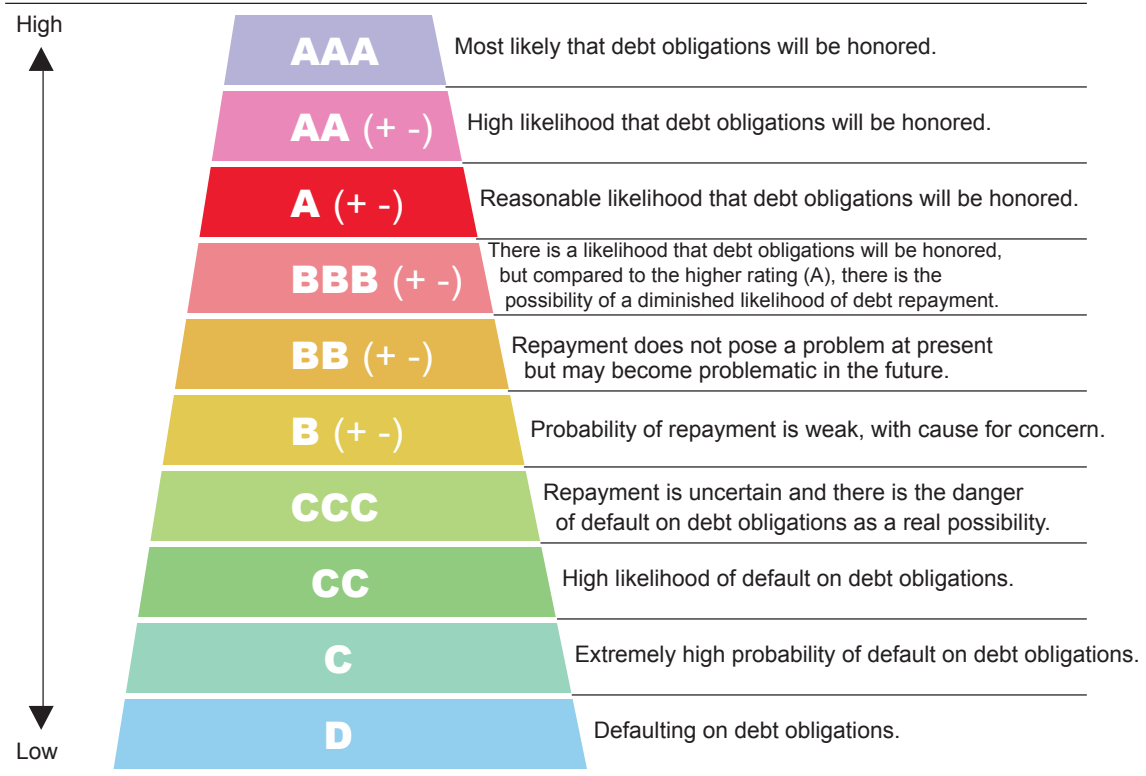 High
AAA
Most likely that debt obligations will be honored.
AA (+ -)
High likelihood that debt obligations will be honored.
A (+ -)
Reasonable likelihood that debt obligations will be honored.
BBB (+ -)
There is a likelihood that debt obligations will be honored,
but compared to the higher rating (A), there is the
possibility of a diminished likelihood of debt repayment.
BB (+ -)
Repayment does not pose a problem at present
but may become problematic in the future.
B (+ -)
Probability of repayment is weak, with cause for concern.
CCC
Repayment is uncertain and there is the danger
of default on debt obligations as a real possibility.
CC
High likelihood of default on debt obligations.
C
Extremely high probability of default on debt obligations.
D
Defaulting on debt obligations.
Low